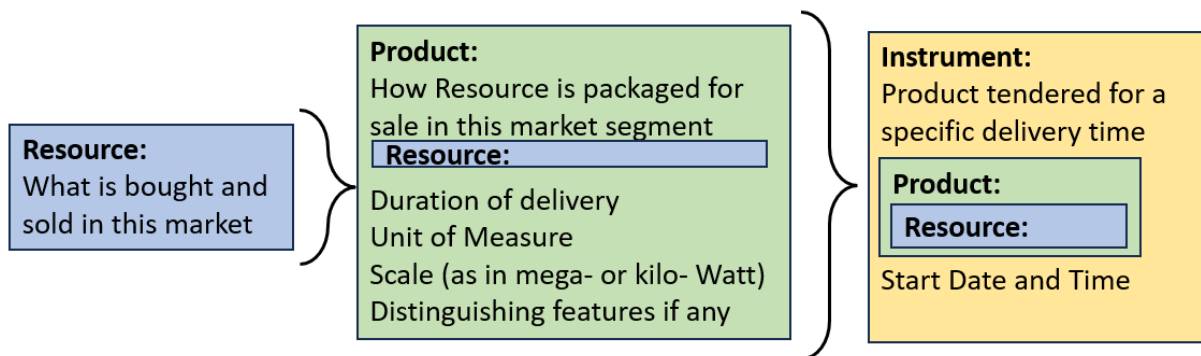 Resource:
What is bought and
sold in this market
Product:
How Resource is packaged for
sale in this market segment
Resource:
Duration of delivery
Unit of Measure
Scale (as in mega- or kilo- Watt)
Distinguishing features if any
Instrument:
Product tendered for a
specific delivery time
Product:
Resource:
Start Date and Time